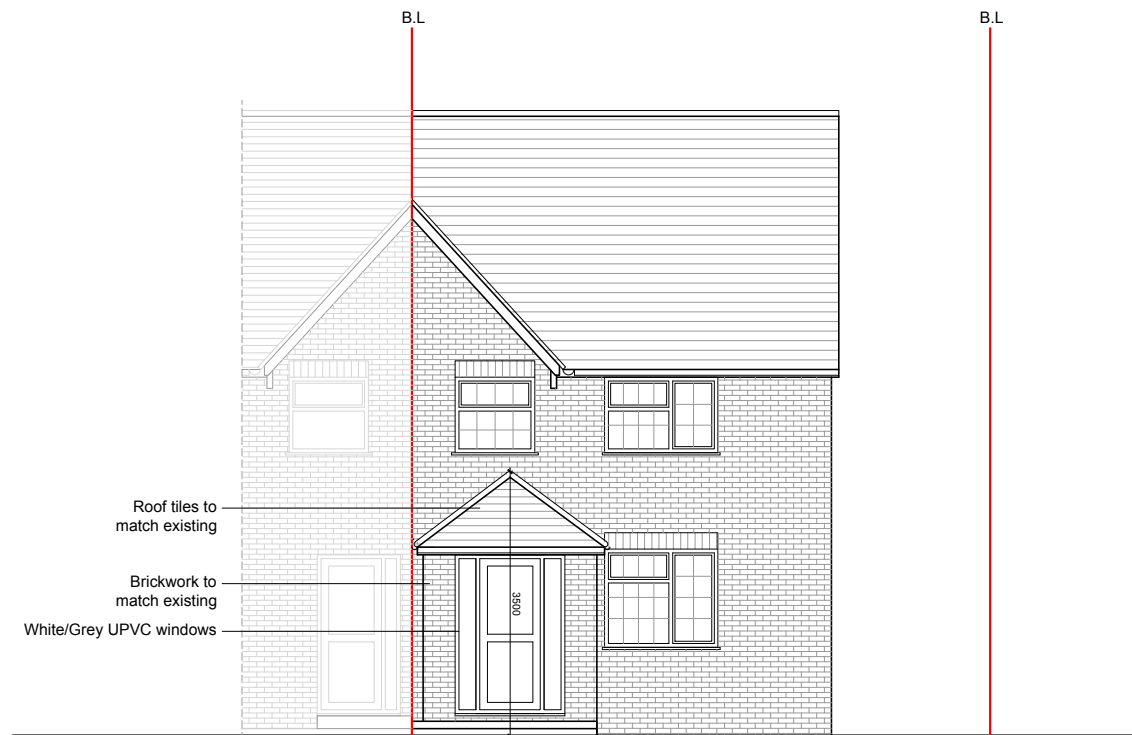 B.L
B.L
Roof tiles to
match existing
Brickwork to
match existing
White/Grey UPVC windows
3500